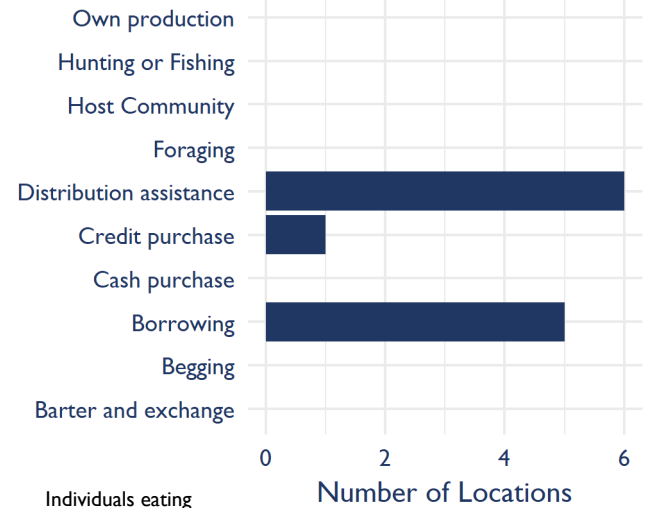 Own production
Hunting or Fishing
Host Community
Foraging
Distribution assistance
Credit purchase
Cash purchase
Borrowing
Begging
Barter and exchange
0 2 4 6
Number of Locations
Individuals eating